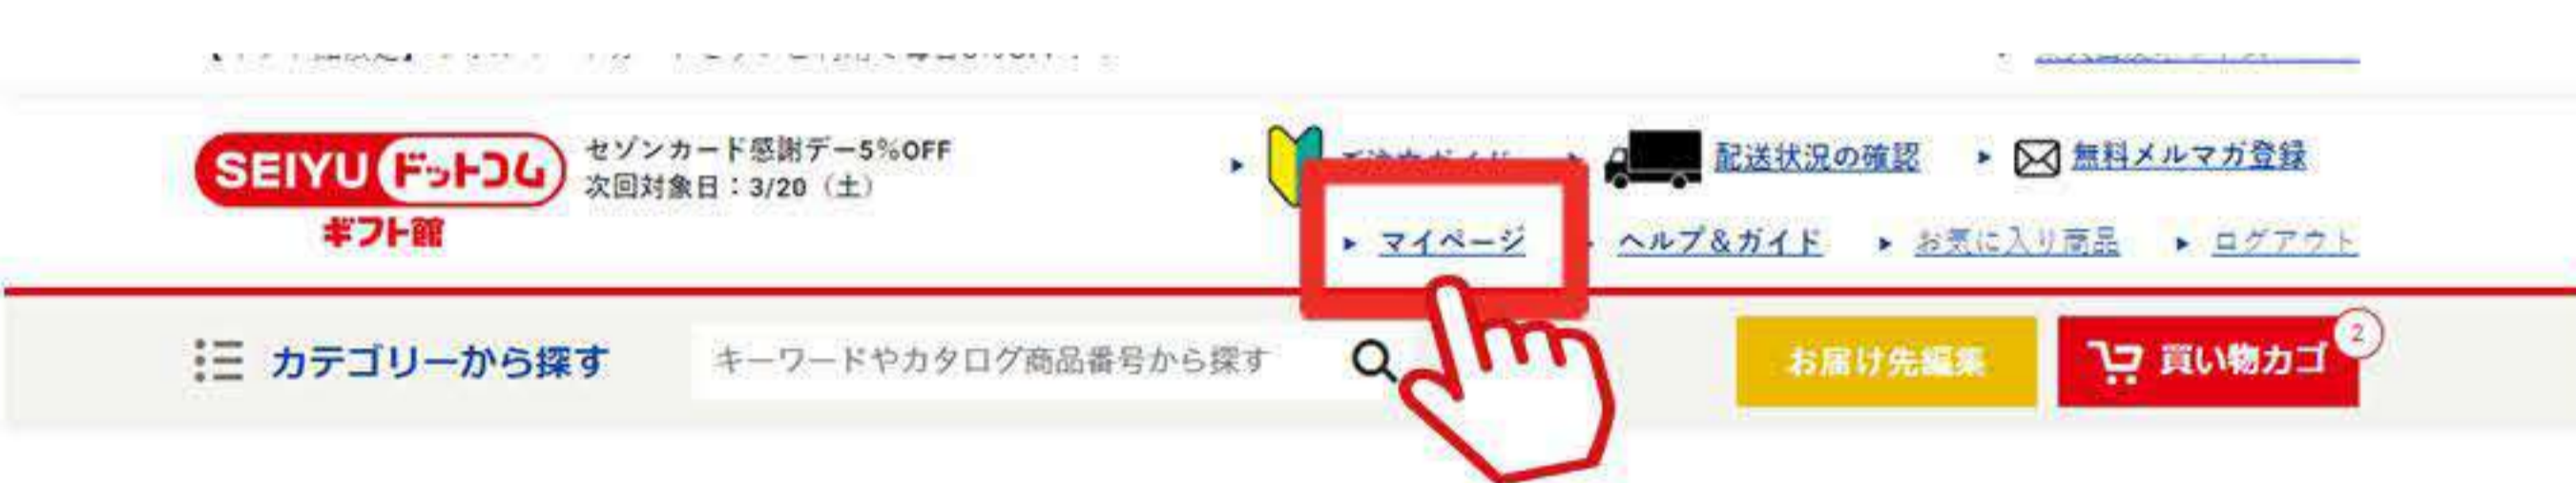 SEIYU ドットコム
ギフト館
セゾンカード感謝デー5%OFF
次回対象日：3/20（土）
配送状況の確認
無料メルマガ登録
マイページ
ヘルプ&ガイド
お気に入り商品
ログアウト
カテゴリーから探す
キーワードやカタログ商品番号から探す
お届け先編集
買い物カゴ
2